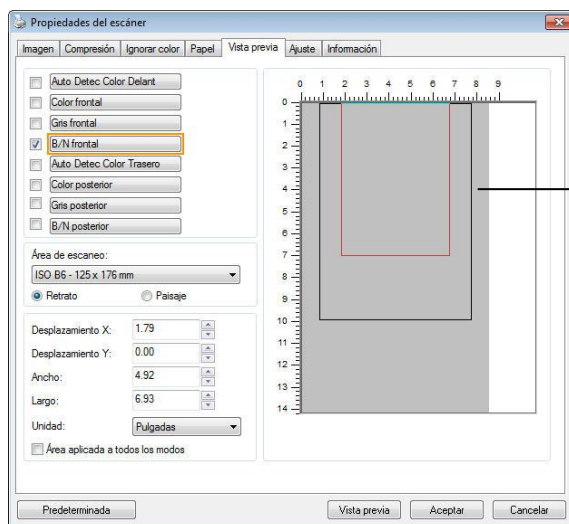 Propiedades del escáner
Imagen Compresión Ignorar color Papel Vista previa Ajuste Información
Auto Detec Color Delant
Color frontal
Gris frontal
B/N frontal
Auto Detec Color Trasero
Color posterior
Gris posterior
B/N posterior
Área de escaneo:
ISO B6 - 125 x 176 mm
Retrato Paisaje
Desplazamiento X: 1.79
Desplazamiento Y: 0.00
Ancho: 4.92
Largo: 6.93
Unidad: Pulgadas
Área aplicada a todos los modos
0 1 2 3 4 5 6 7 8 9
0
1
2
3
4
5
6
7
8
9
10
11
12
13
14
Predeterminada Vista previa Aceptar Cancelar